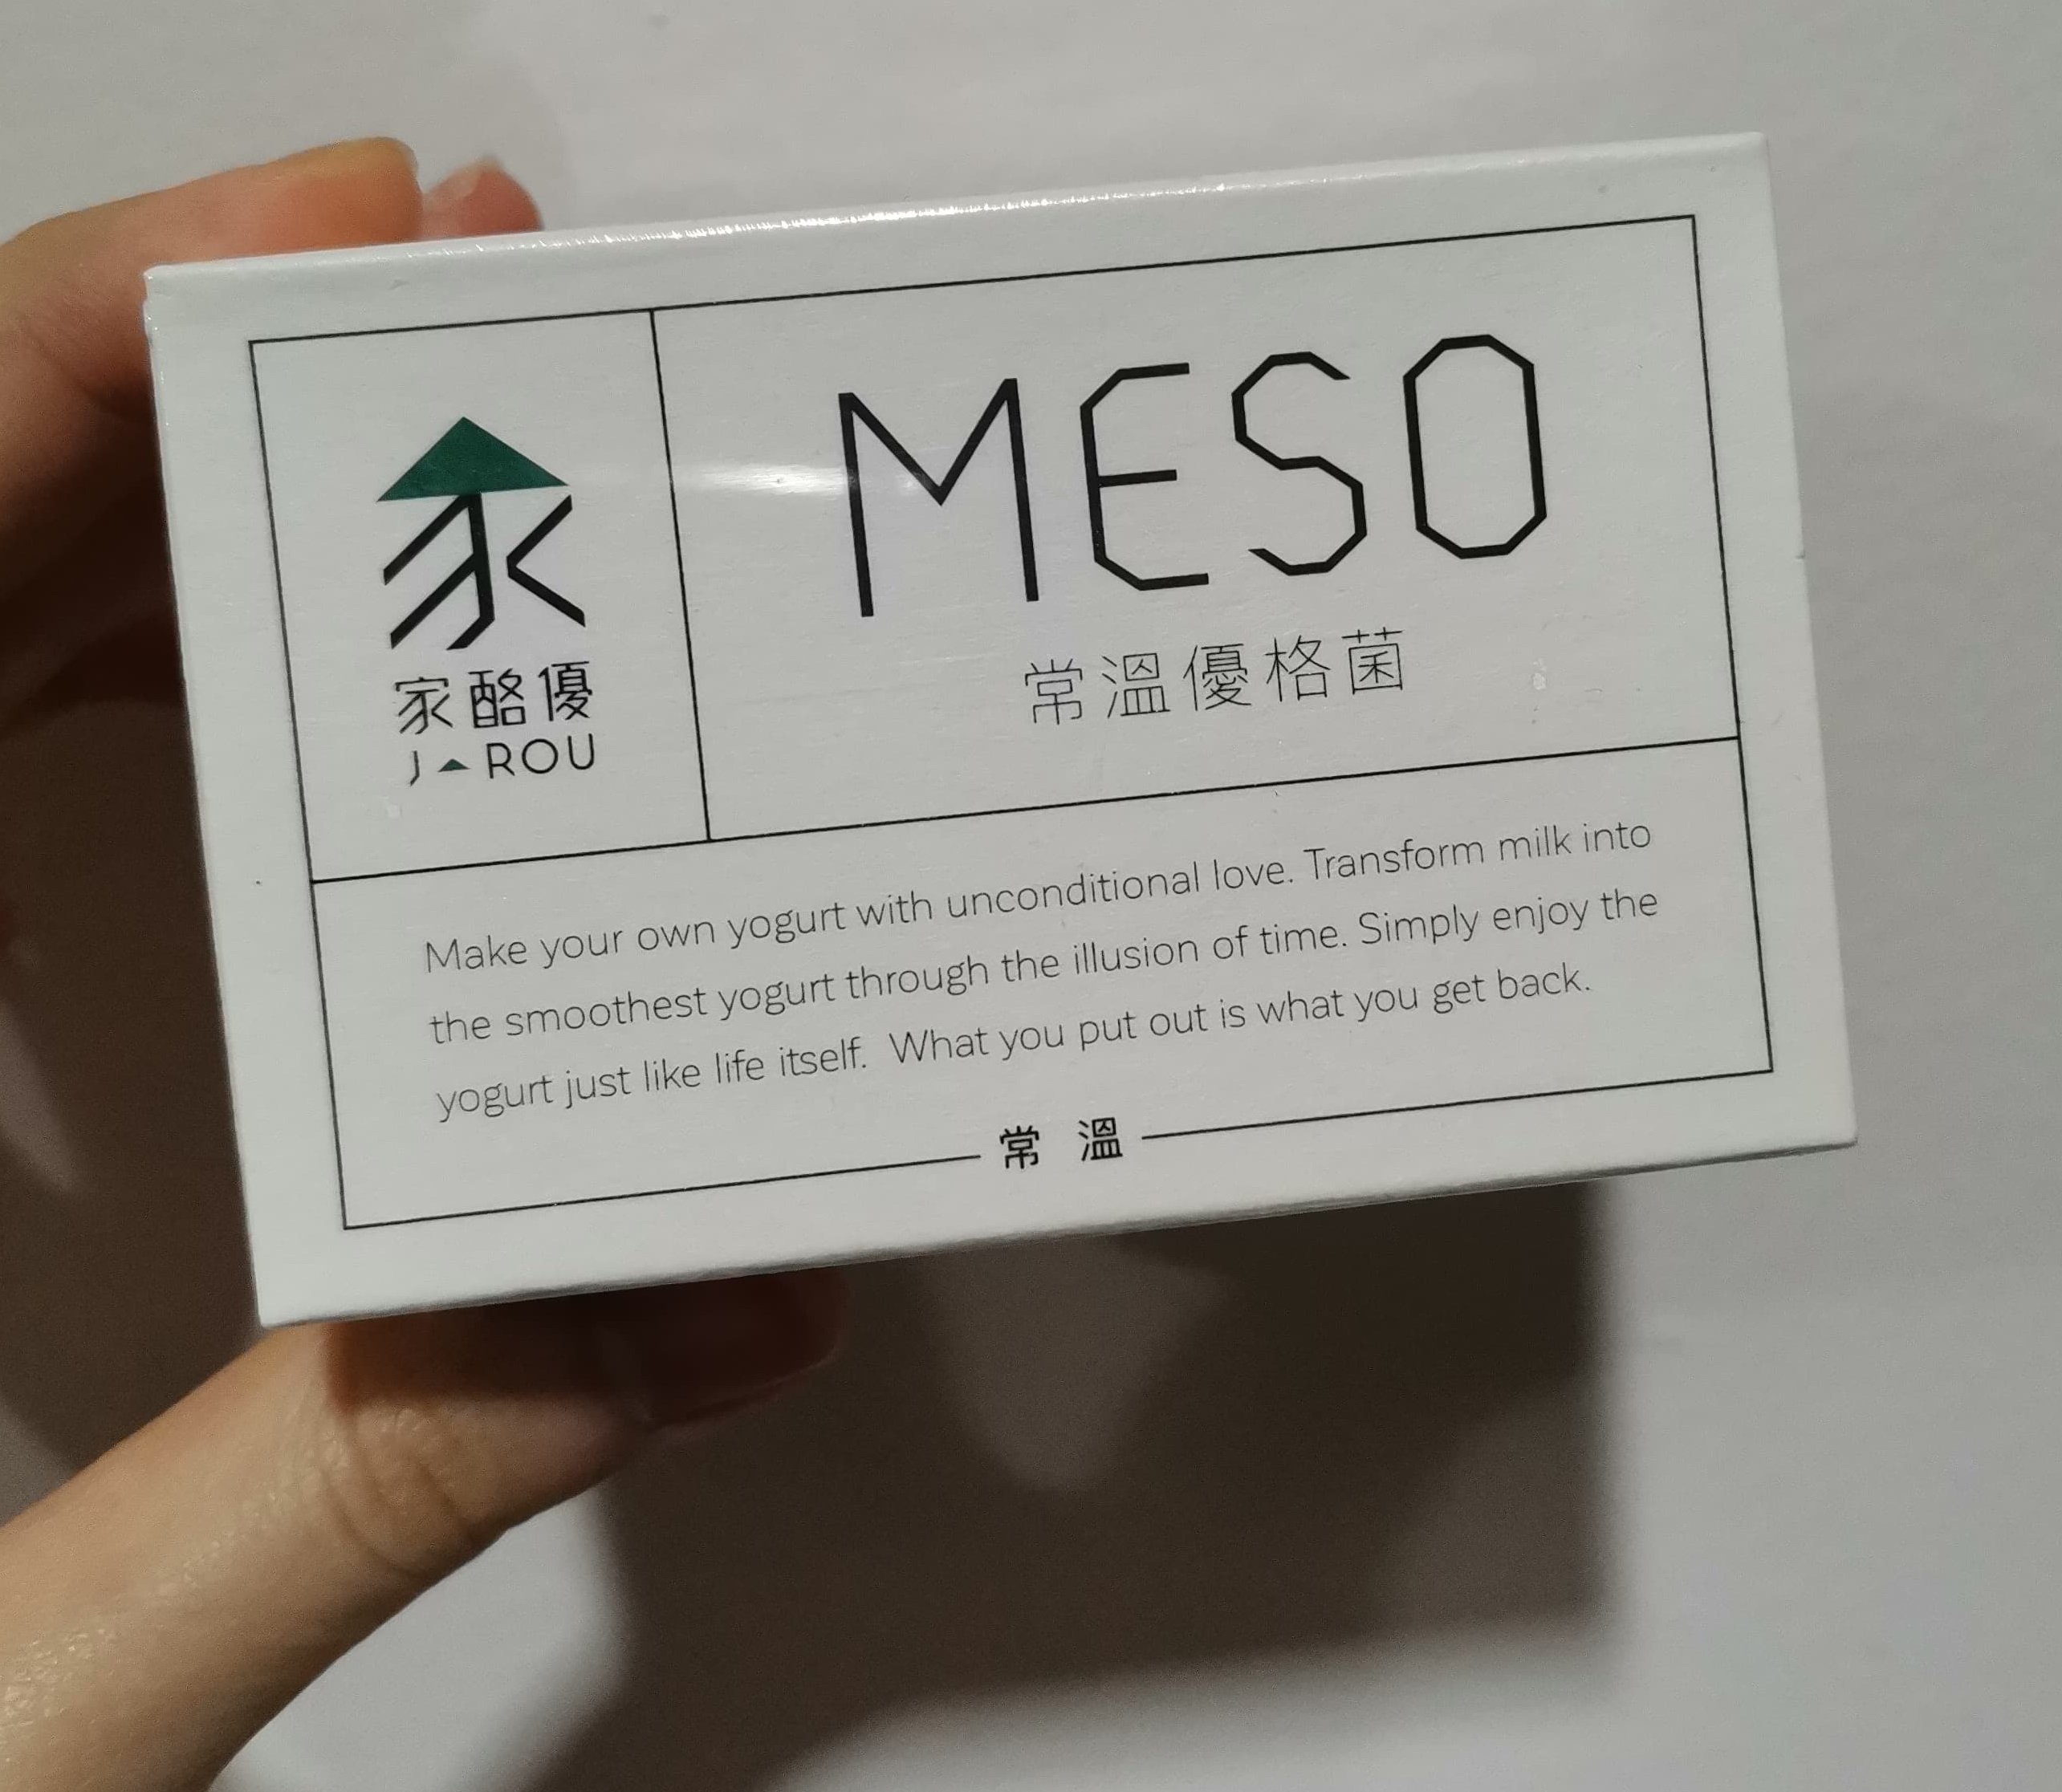 家
家酪優
JAROU
MESO
常溫優格菌
Make your own yogurt with unconditional love. Transform milk into
the smoothest yogurt through the illusion of time. Simply enjoy the
yogurt just like life itself. What you put out is what you get back.
常溫